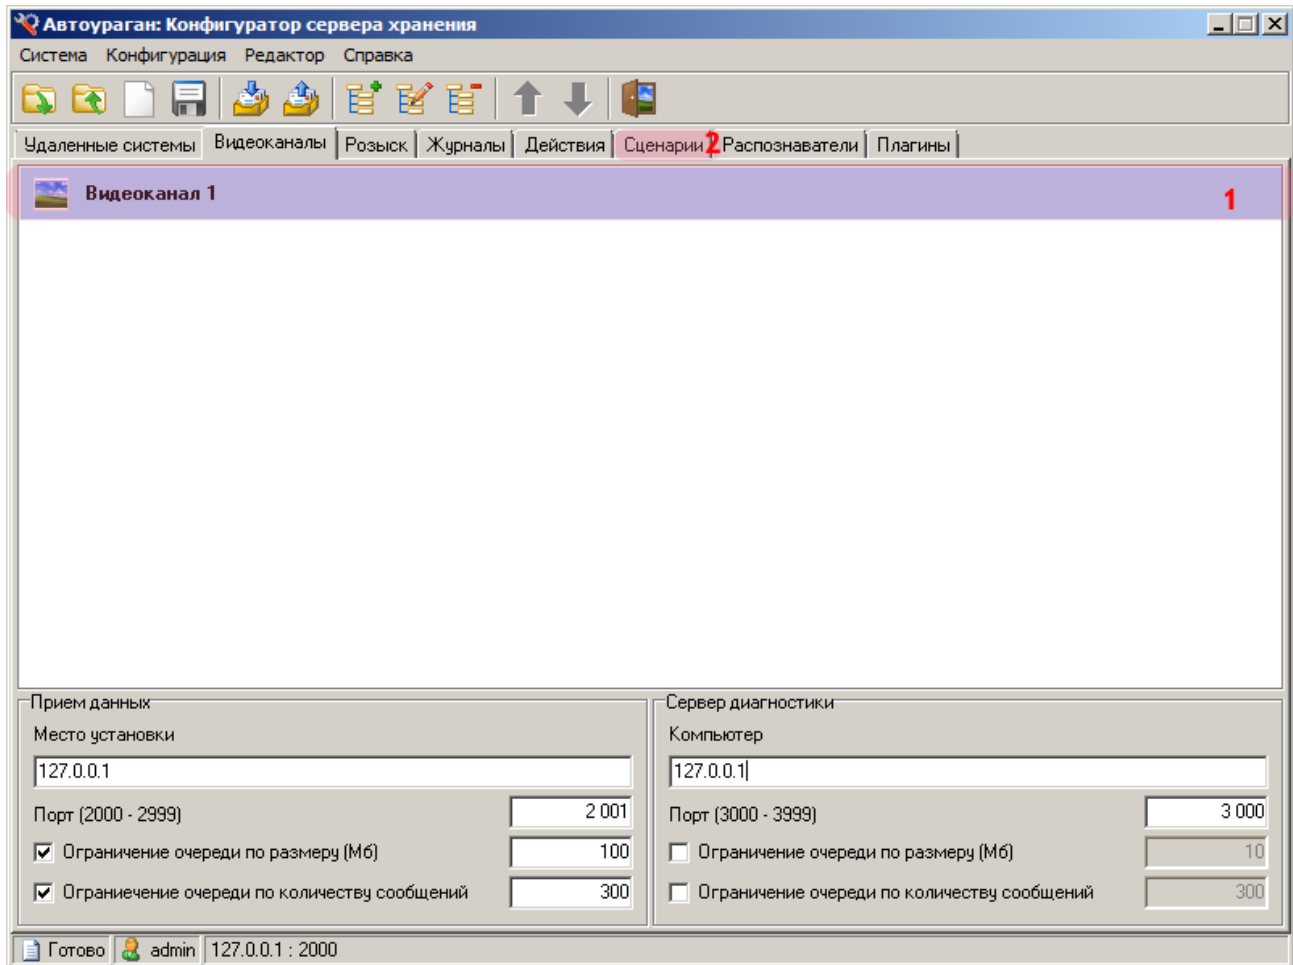 Автоураган: Конфигуратор сервера хранения
Система Конфигурация Редактор Справка
Удаленные системы Видеоканалы Розыск Журналы Действия Сценарии 2 Распознаватели Плагины
Видеоканал 1 1
Прием данных
Место установки
127.0.0.1
Порт (2000 - 2999) 2 001
Ограничение очереди по размеру (Мб) 100
Ограниечение очереди по количеству сообщений 300
Сервер диагностики
Компьютер
127.0.0.1
Порт (3000 - 3999) 3 000
Ограничение очереди по размеру (Мб) 10
Ограничение очереди по количеству сообщений 300
Готово admin 127.0.0.1 : 2000